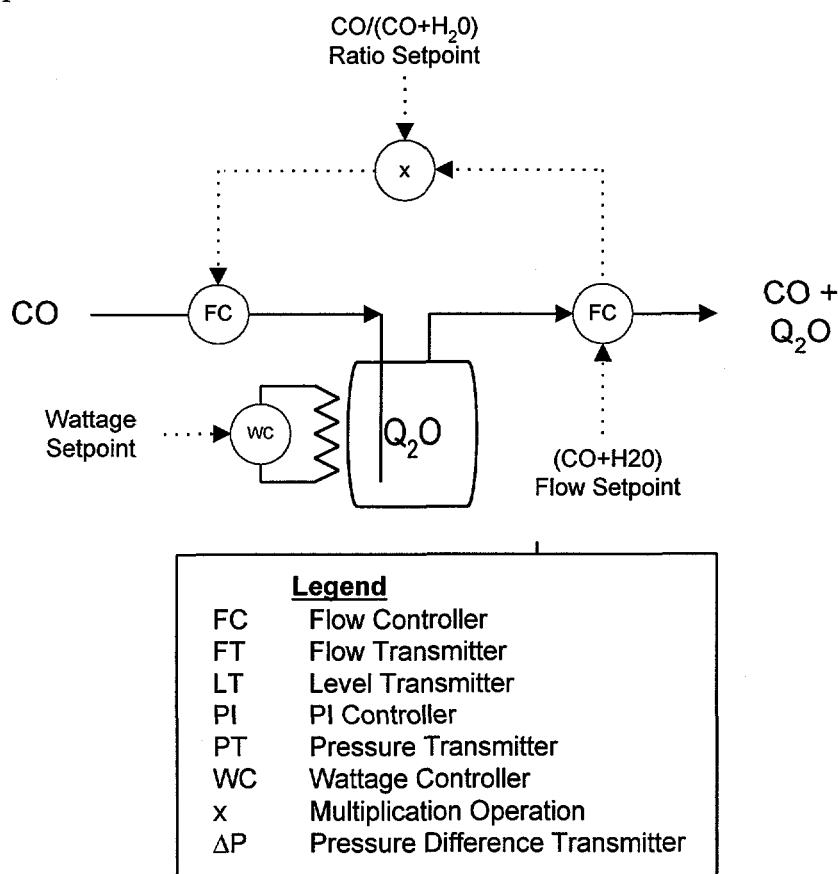 CO/(CO+H₂0)
Ratio Setpoint
x
CO
FC
FC
CO +
Q₂O
Wattage
Setpoint
WC
Q₂O
(CO+H20)
Flow Setpoint
Legend
FC Flow Controller
FT Flow Transmitter
LT Level Transmitter
PI PI Controller
PT Pressure Transmitter
WC Wattage Controller
x Multiplication Operation
ΔP Pressure Difference Transmitter